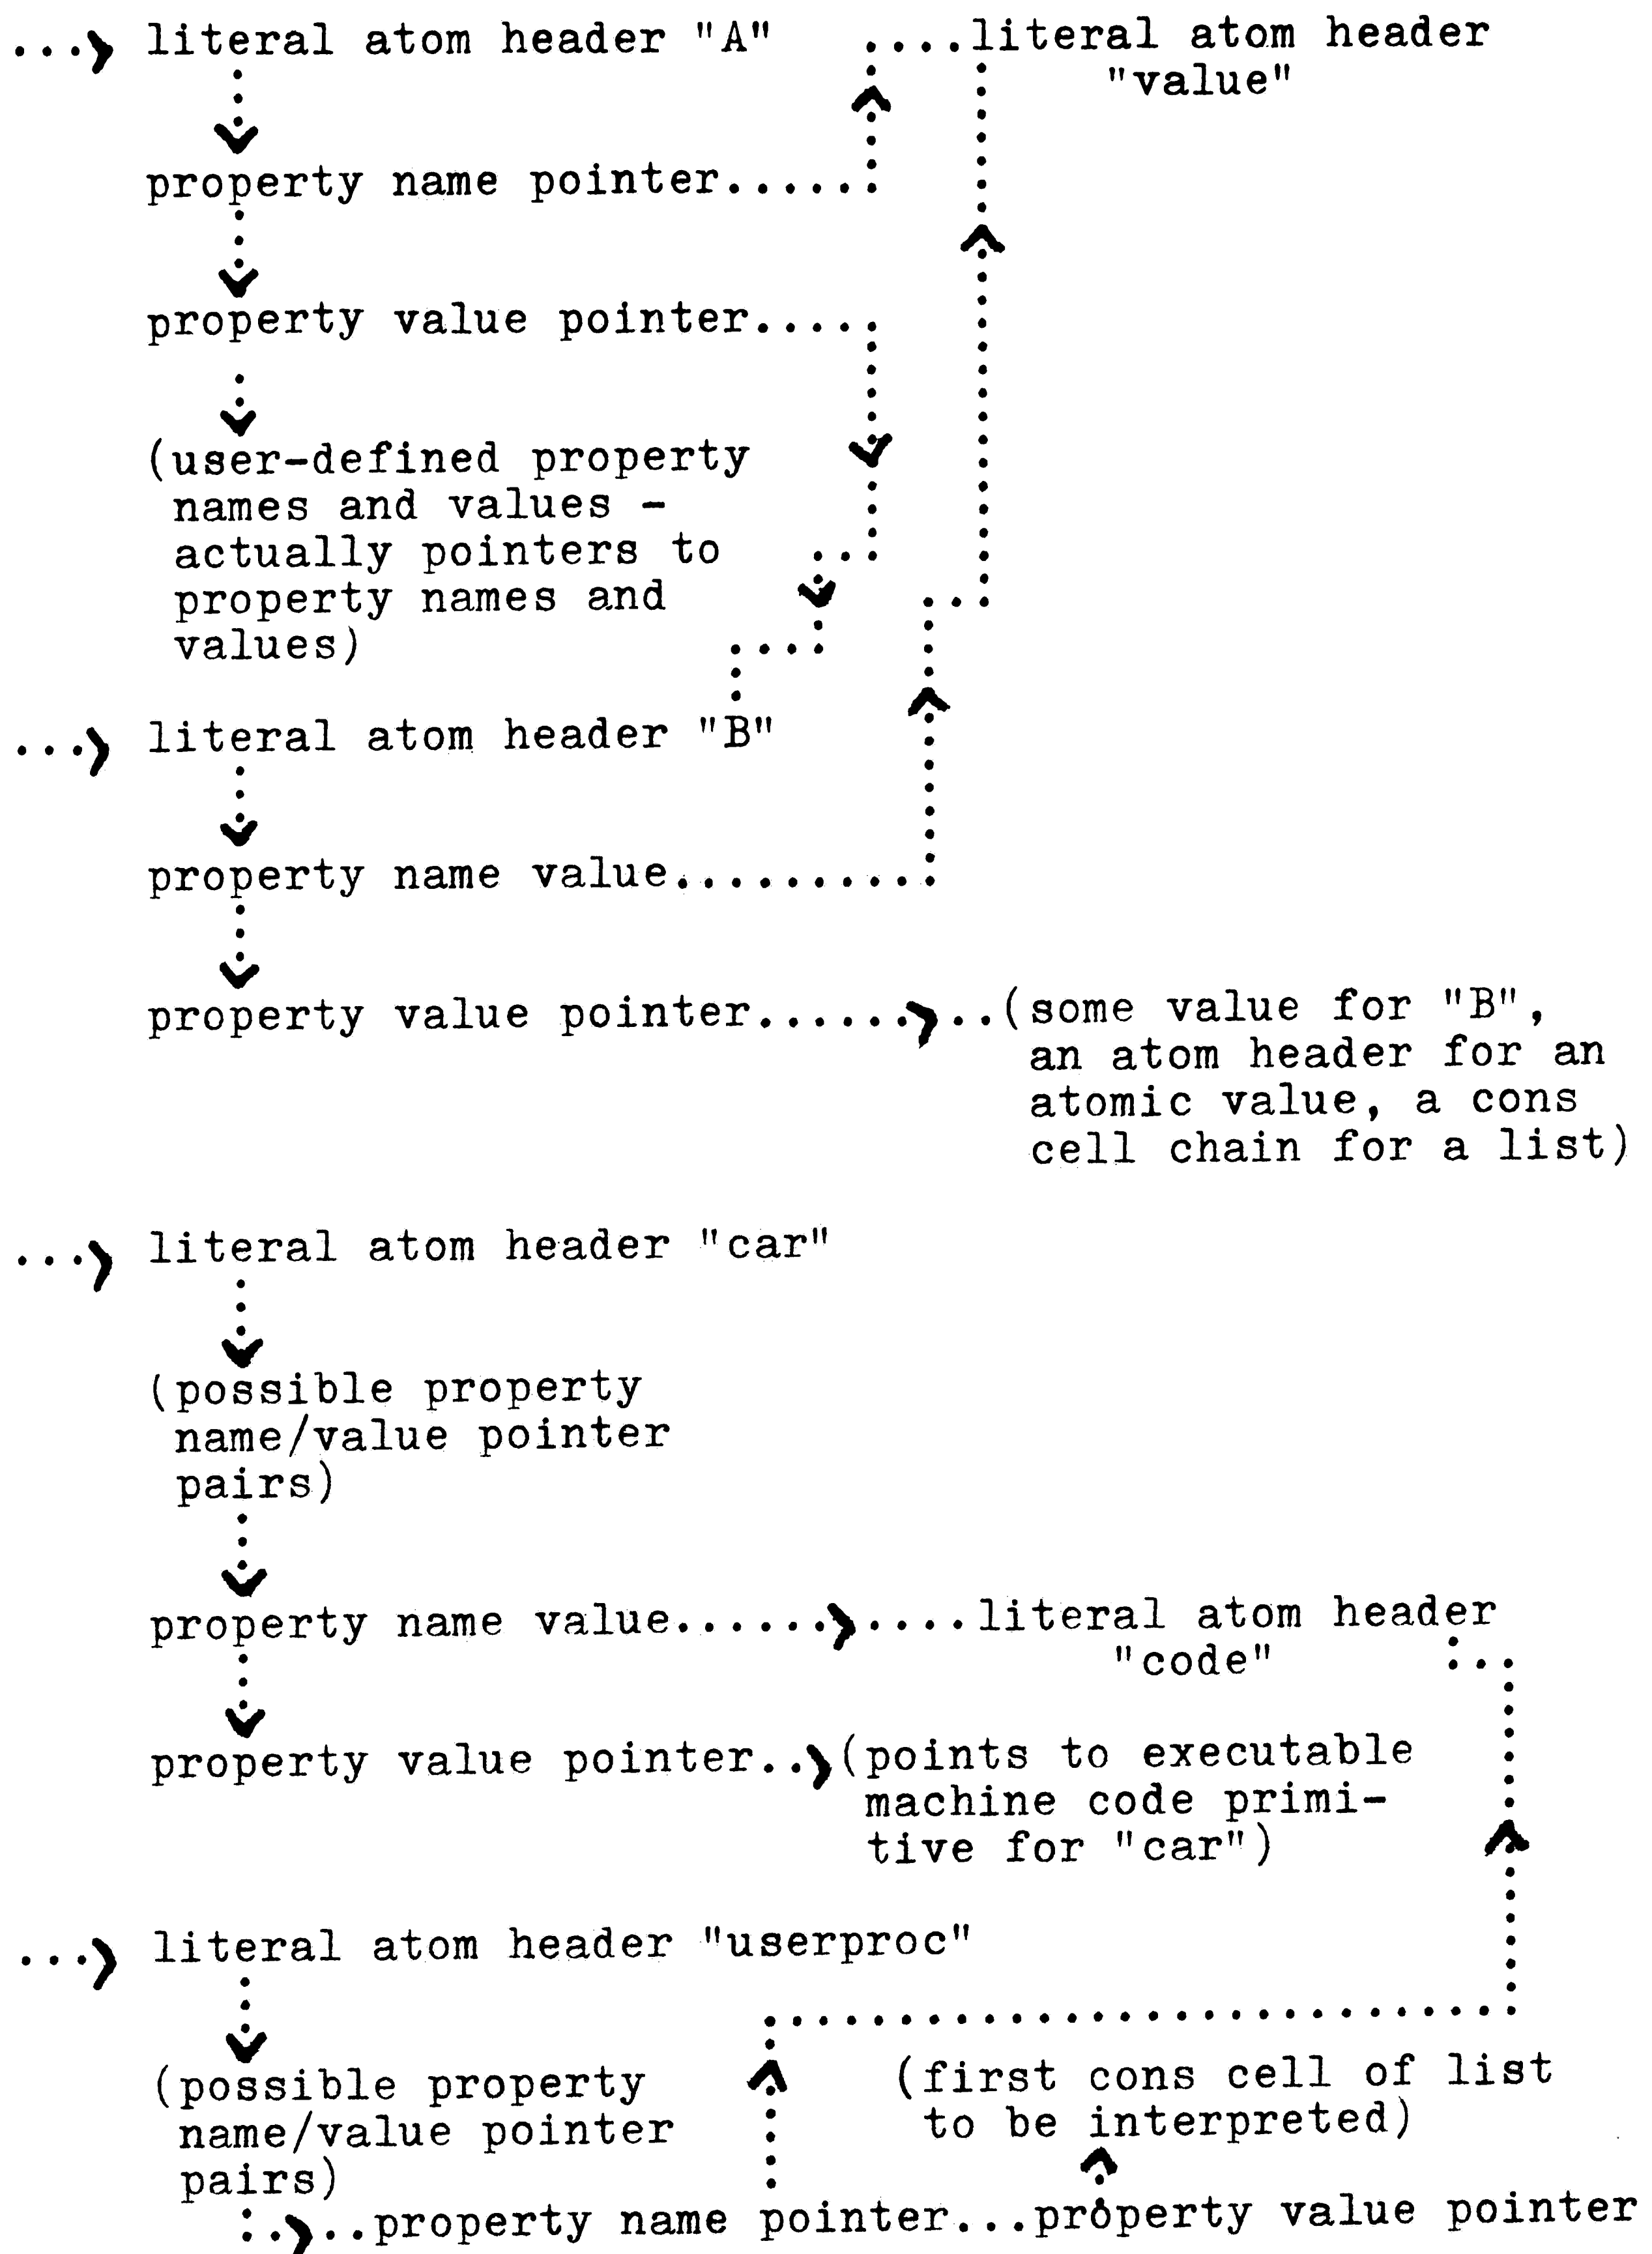 literal atom header "A"
literal atom header
"value"
property name pointer
property value pointer
(user-defined property
names and values -
actually pointers to
property names and
values)
literal atom header "B"
property name value
property value pointer
(some value for "B",
an atom header for an
atomic value, a cons
cell chain for a list)
literal atom header "car"
(possible property
name/value pointer
pairs)
property name value
literal atom header
"code"
property value pointer
(points to executable
machine code primi-
tive for "car")
literal atom header "userproc"
(possible property
name/value pointer
pairs)
(first cons cell of list
to be interpreted)
property name pointer...property value pointer